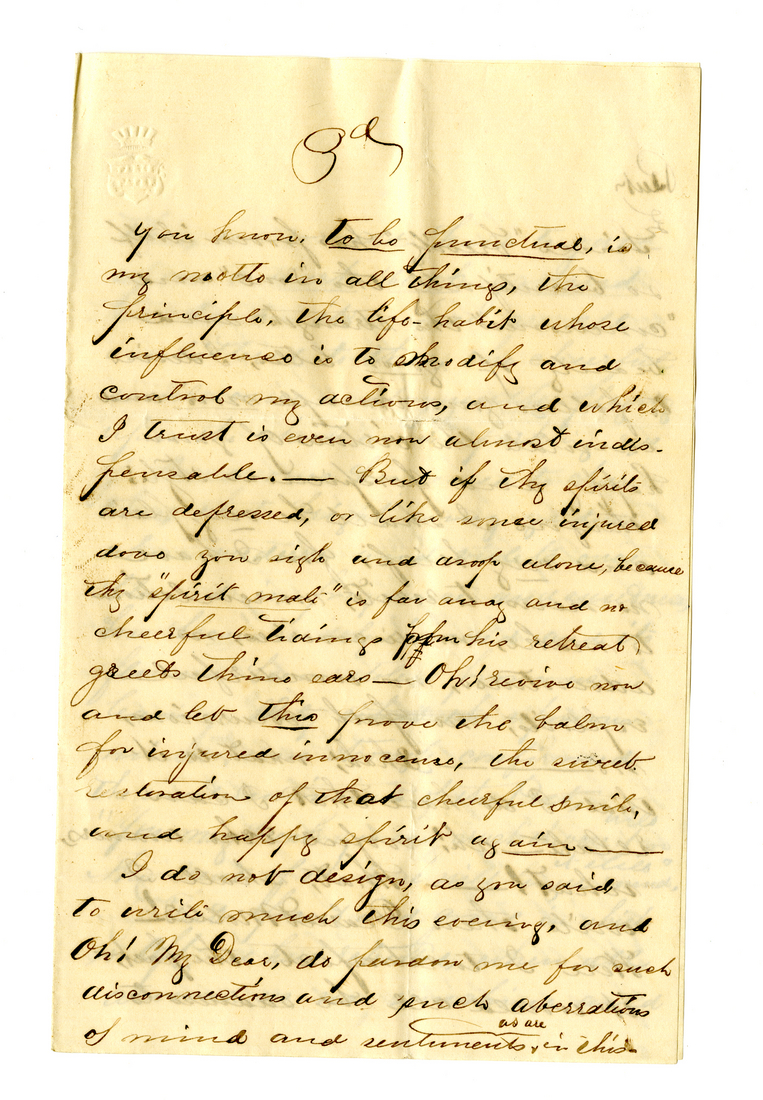 3d
you know, to be punctual, is
my motto in all things, the
principle, the life-habit whose
influence is to modify and
control my actions, and which
I trust is even now almost indis-
pensable.— But if thy spirits
are depressed, or like some injured
dove you sigh and droop alone, because
thy "spirit mate" is far away and no
cheerful tidings from his retreat
greets thine ears— Oh! revive now
and let this prove the balm
for injured innocense, the sweet
restoration of that cheerful smile,
and happy spirit again—
I do not design, as you said,
to write much this evening, and
Oh! My Dear, do pardon me for such
disconnections and such aberrations
as are
of mind and sentiments, in this-